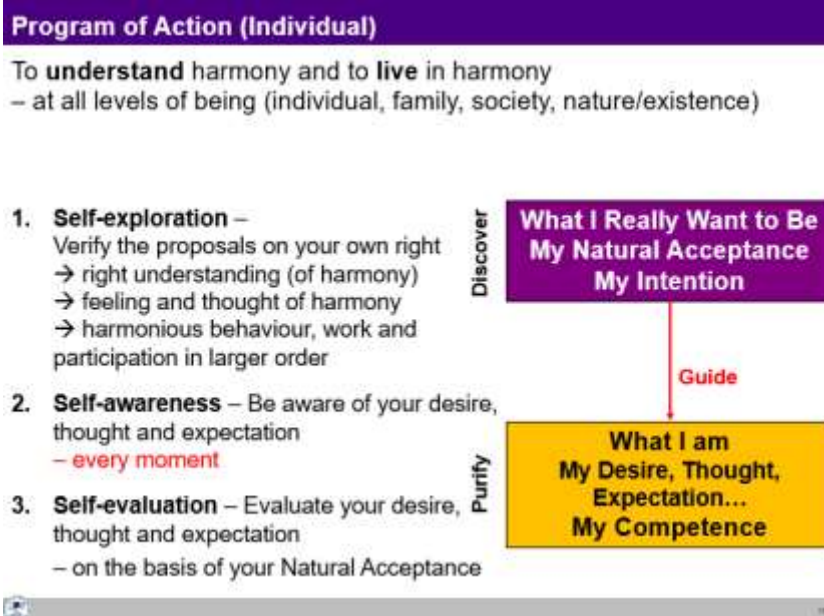 Program of Action (Individual)
To understand harmony and to live in harmony
– at all levels of being (individual, family, society, nature/existence)
1. Self-exploration –
Verify the proposals on your own right
→ right understanding (of harmony)
→ feeling and thought of harmony
→ harmonious behaviour, work and
participation in larger order
2. Self-awareness – Be aware of your desire,
thought and expectation
– every moment
3. Self-evaluation – Evaluate your desire,
thought and expectation
– on the basis of your Natural Acceptance
Discover
What I Really Want to Be
My Natural Acceptance
My Intention
Guide
Purify
What I am
My Desire, Thought,
Expectation...
My Competence